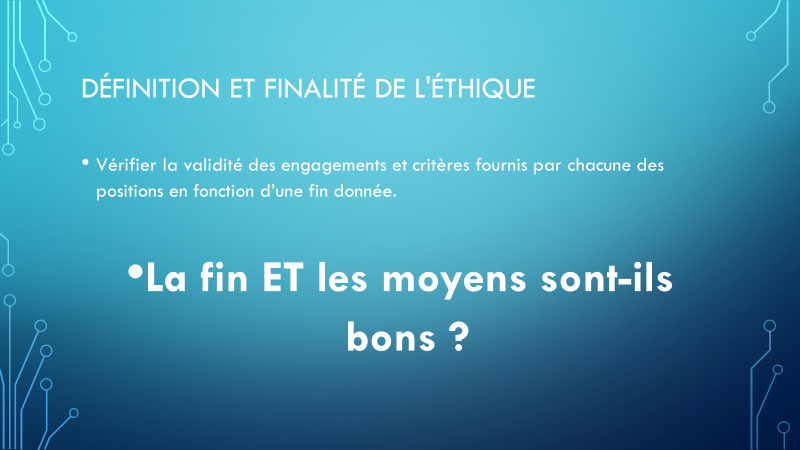 DÉFINITION ET FINALITÉ DE L'ÉTHIQUE
• Vérifier la validité des engagements et critères fournis par chacune des
positions en fonction d’une fin donnée.
•La fin ET les moyens sont-ils
bons ?